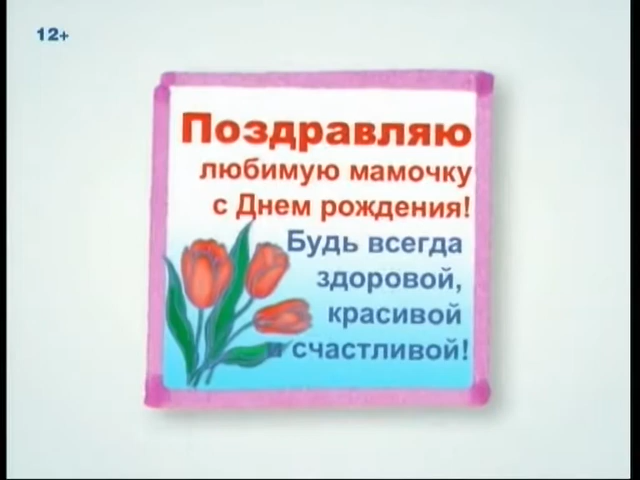 12+
Поздравляю
любимую мамочку
с Днем рождения!
Будь всегда
здоровой,
красивой
и счастливой!